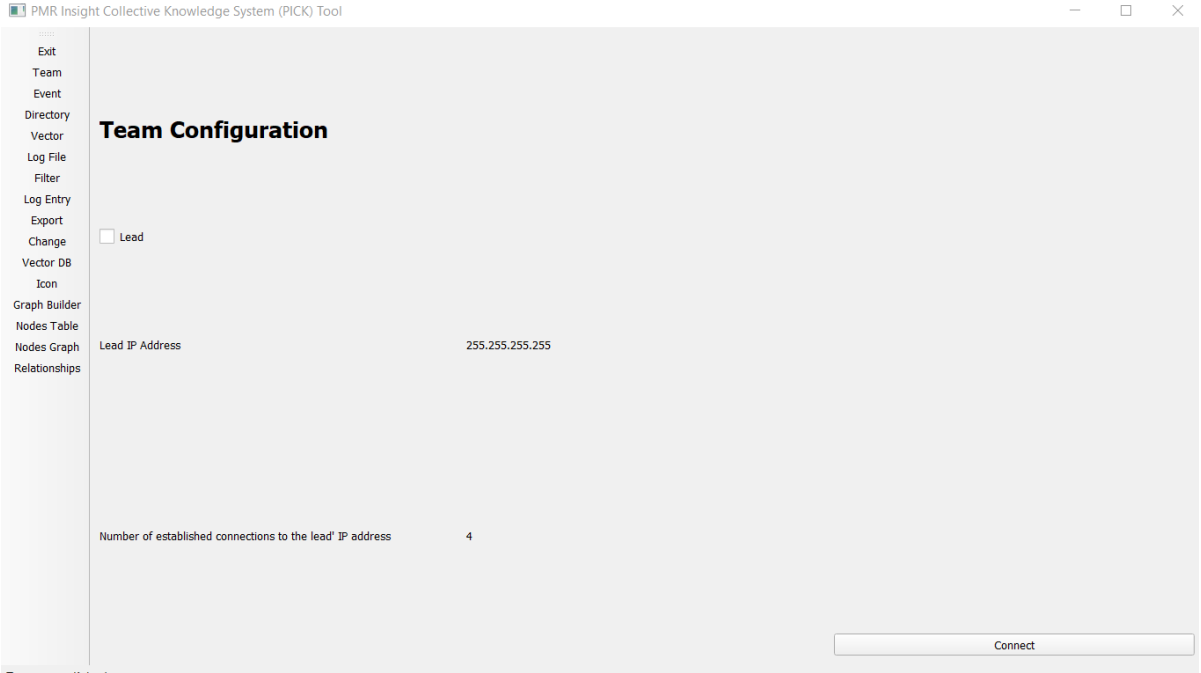 PMR Insight Collective Knowledge System (PICK) Tool
Exit
Team
Event
Directory
Vector
Log File
Filter
Log Entry
Export
Change
Vector DB
Icon
Graph Builder
Nodes Table
Nodes Graph
Relationships
Team Configuration
Lead
Lead IP Address 255.255.255.255
Number of established connections to the lead' IP address 4
Connect